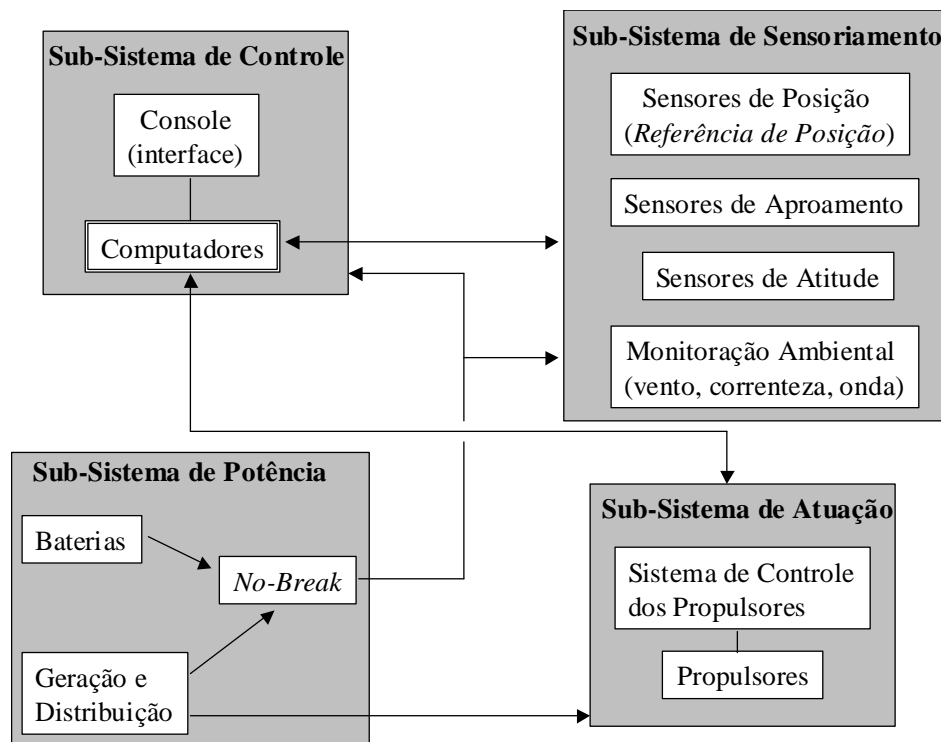 Sub-Sistema de Controle
Console
(interface)
Computadores
Sub-Sistema de Sensoriamento
Sensores de Posição
(Referência de Posição)
Sensores de Aproamento
Sensores de Atitude
Monitoração Ambiental
(vento, correnteza, onda)
Sub-Sistema de Potência
Baterias
No-Break
Geração e
Distribuição
Sub-Sistema de Atuação
Sistema de Controle
dos Propulsores
Propulsores